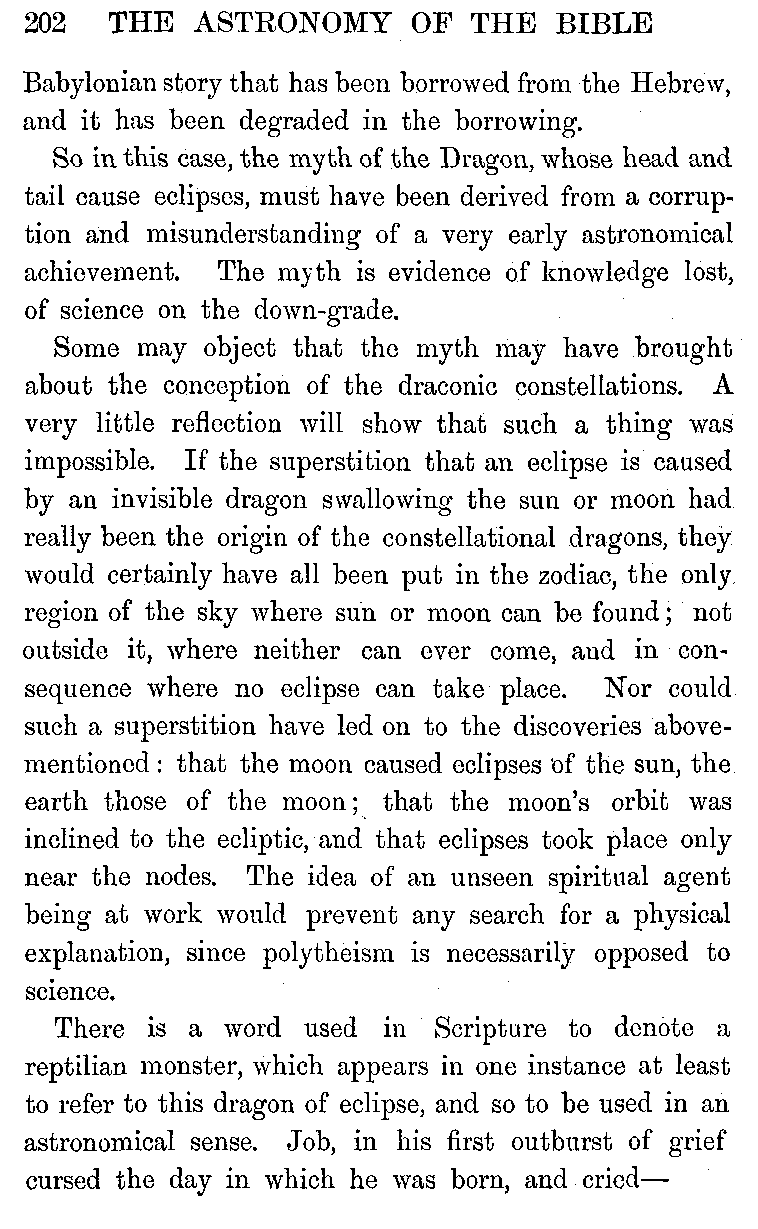 202 THE ASTRONOMY OF THE BIBLE
Babylonian story that has been borrowed from the Hebrew,
and it has been degraded in the borrowing.
So in this case, the myth of the Dragon, whose head and
tail cause eclipses, must have been derived from a corrup-
tion and misunderstanding of a very early astronomical
achievement. The myth is evidence of knowledge lost,
of science on the down-grade.
Some may object that the myth may have brought
about the conception of the draconic constellations. A
very little reflection will show that such a thing was
impossible. If the superstition that an eclipse is caused
by an invisible dragon swallowing the sun or moon had
really been the origin of the constellational dragons, they
would certainly have all been put in the zodiac, the only
region of the sky where sun or moon can be found; not
outside it, where neither can ever come, and in con-
sequence where no eclipse can take place. Nor could
such a superstition have led on to the discoveries above-
mentioned: that the moon caused eclipses of the sun, the
earth those of the moon; that the moon's orbit was
inclined to the ecliptic, and that eclipses took place only
near the nodes. The idea of an unseen spiritual agent
being at work would prevent any search for a physical
explanation, since polytheism is necessarily opposed to
science.
There is a word used in Scripture to denote a
reptilian monster, which appears in one instance at least
to refer to this dragon of eclipse, and so to be used in an
astronomical sense. Job, in his first outburst of grief
cursed the day in which he was born, and cried—